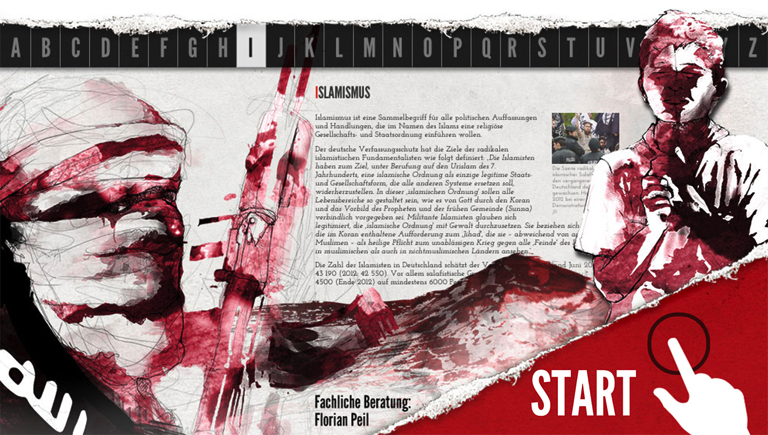 A B C D E F G H I J K L M N O P Q R S T U V Y Z
ISLAMISMUS
Islamismus ist eine Sammelbegriff für alle politischen Auffassungen
und Handlungen, die im Namen des Islams eine religiöse
Gesellschafts- und Staatsordnung einführen wollen.
Der deutsche Verfassungsschutz hat die Ziele der radikalen
islamistischen Fundamentalisten wie folgt definiert: „Die Islamisten
haben zum Ziel, unter Berufung auf den Urislam des 7.
Jahrhunderts, eine islamische Ordnung als einzige legitime Staats-
und Gesellschaftsform, die alle anderen Systeme ersetzen soll,
wiederherzustellen. In dieser ‚islamischen Ordnung' sollen alle
Lebensbereiche so gestaltet sein, wie es von Gott durch den Koran
und das Vorbild des Propheten und der frühen Gemeinde (Sunna)
verbindlich vorgegeben sei. Militante Islamisten glauben sich
legitimiert, die ‚islamische Ordnung' mit Gewalt durchzusetzen. Sie beziehen sich
die im Koran enthaltene Aufforderung zum ‚Jihad', die sie – abweichend von
Muslimen – als heilige Pflicht zum unablässigen Krieg gegen alle ‚Feinde' des
in muslimischen als auch in nichtmuslimischen Ländern ansehen."
Die Zahl der Islamisten in Deutschland schätzt der Ende Juni
43 190 (2012: 42 550). Vor allem salafistische
4500 (Ende 2012) auf mindestens 6000
Fachliche Beratung:
Florian Peil
START